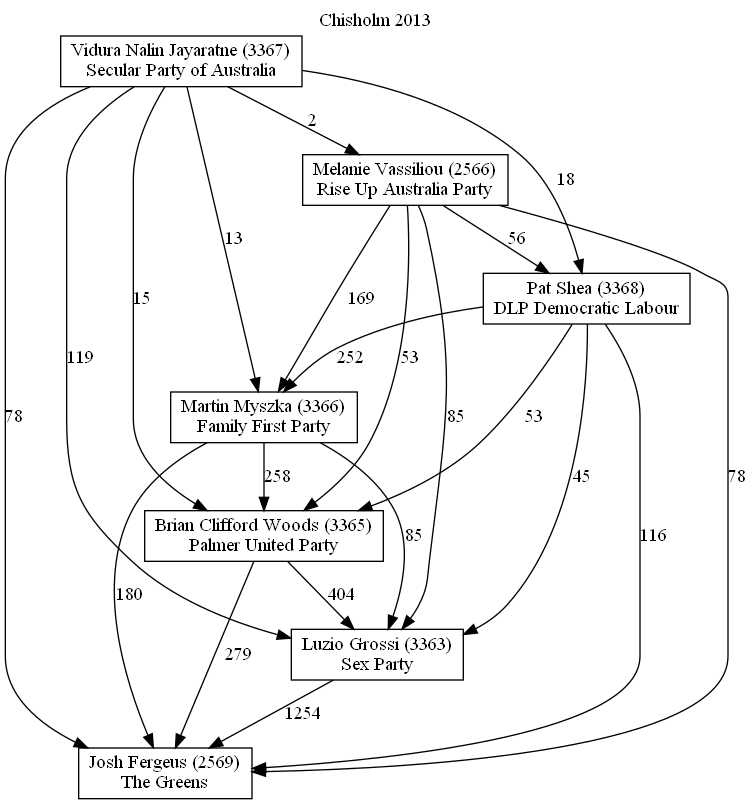 Chisholm 2013
Vidura Nalin Jayaratne (3367)
Secular Party of Australia
2
Melanie Vassiliou (2566)
Rise Up Australia Party
18
13
56
Pat Shea (3368)
DLP Democratic Labour
15
169
119
252
53
Martin Myszka (3366)
Family First Party
78
85
53
258
45
78
Brian Clifford Woods (3365)
Palmer United Party
85
116
180
404
Luzio Grossi (3363)
Sex Party
279
1254
Josh Fergeus (2569)
The Greens